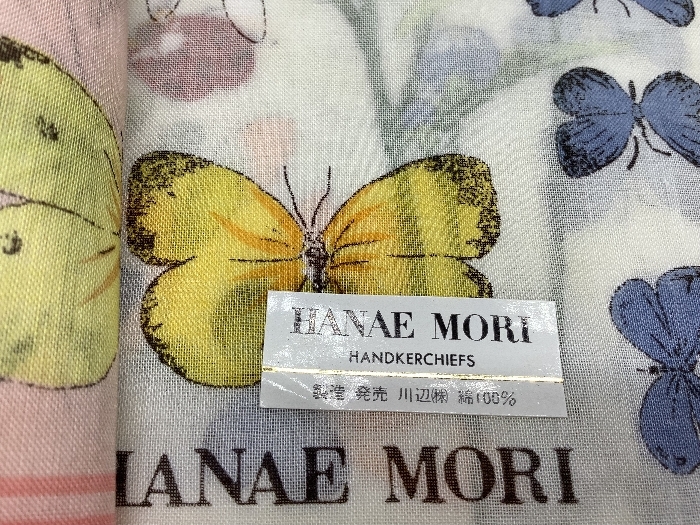 HANAE MORI
HANDKERCHIEFS
製造 発売 川辺㈱ 綿100%
HANAE MORI